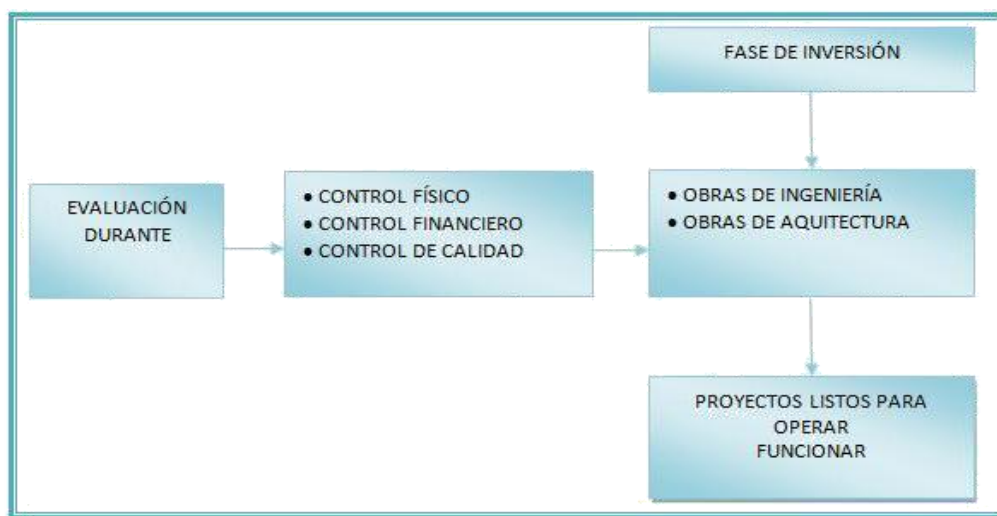 FASE DE INVERSIÓN
EVALUACIÓN
DURANTE
• CONTROL FÍSICO
• CONTROL FINANCIERO
• CONTROL DE CALIDAD
• OBRAS DE INGENIERÍA
• OBRAS DE AQUITECTURA
PROYECTOS LISTOS PARA
OPERAR
FUNCIONAR